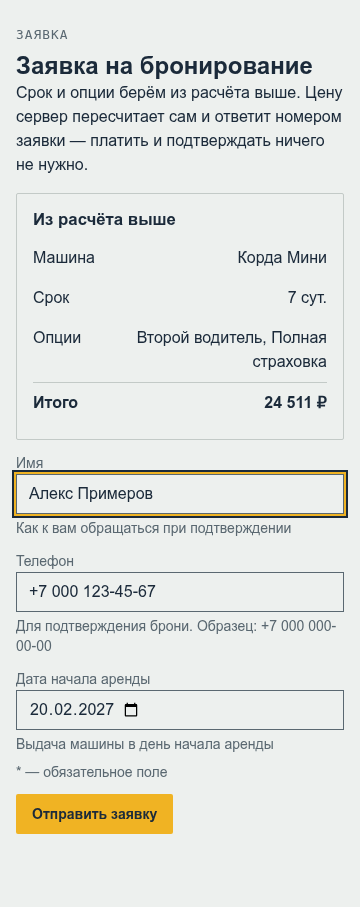 ЗАЯВКА
Заявка на бронирование
Срок и опции берём из расчёта выше. Цену
сервер пересчитает сам и ответит номером
заявки — платить и подтверждать ничего
не нужно.
Из расчёта выше
Машина Корда Мини
Срок 7 сут.
Опции Второй водитель, Полная
страховка
Итого 24 511 ₽
Имя
Алекс Примеров
Как к вам обращаться при подтверждении
Телефон
+7 000 123-45-67
Для подтверждения брони. Образец: +7 000 000-
00-00
Дата начала аренды
20.02.2027
Выдача машины в день начала аренды
* — обязательное поле
Отправить заявку